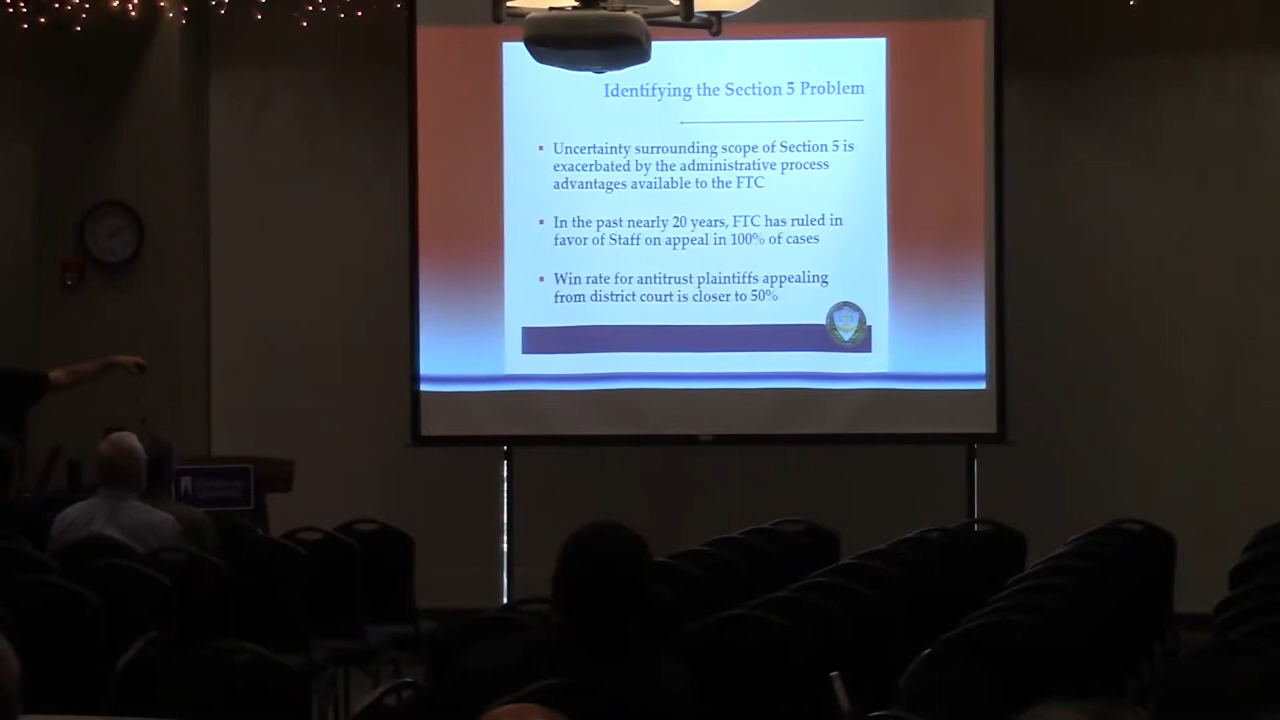 Identifying the Section 5 Problem
▪ Uncertainty surrounding scope of Section 5 is
exacerbated by the administrative process
advantages available to the FTC
▪ In the past nearly 20 years, FTC has ruled in
favor of Staff on appeal in 100% of cases
▪ Win rate for antitrust plaintiffs appealing
from district court is closer to 50%